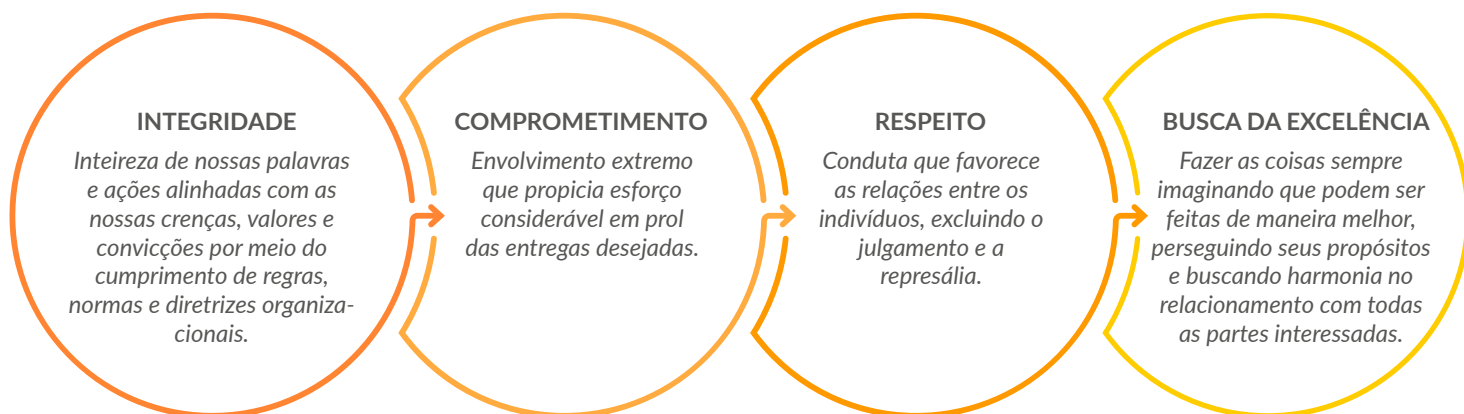 INTEGRIDADE
Inteireza de nossas palavras
e ações alinhadas com as
nossas crenças, valores e
convicções por meio do
cumprimento de regras,
normas e diretrizes organiza-
cionais.
COMPROMETIMENTO
Envolvimento extremo
que propicia esforço
considerável em prol
das entregas desejadas.
RESPEITO
Conduta que favorece
as relações entre os
indivíduos, excluindo o
julgamento e a
represália.
BUSCA DA EXCELÊNCIA
Fazer as coisas sempre
imaginando que podem ser
feitas de maneira melhor,
perseguindo seus propósitos
e buscando harmonia no
relacionamento com todas
as partes interessadas.